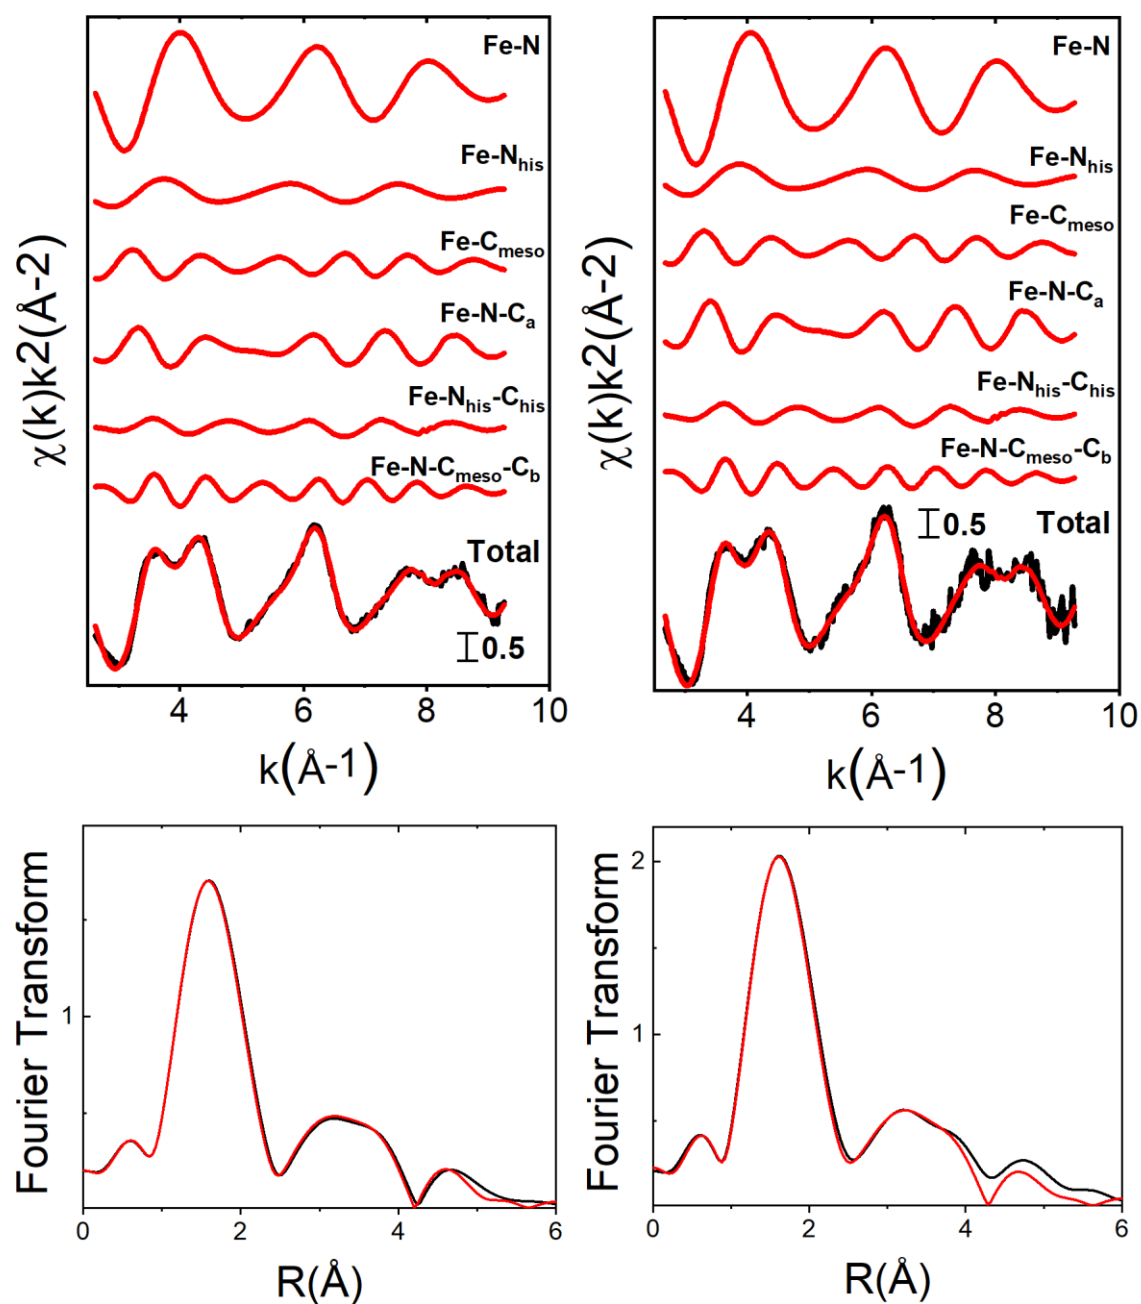 Fe-N
Fe-Nhis
Fe-Cmeso
Fe-N-Ca
Fe-Nhis-Chis
Fe-N-Cmeso-Cb
Total
0.5
χ(k)k2(Å-2)
4
6
8
10
k(Å-1)
Fe-N
Fe-Nhis
Fe-Cmeso
Fe-N-Ca
Fe-Nhis-Chis
Fe-N-Cmeso-Cb
0.5
Total
χ(k)k2(Å-2)
4
6
8
10
k(Å-1)
Fourier Transform
1
0
2
4
6
R(Å)
Fourier Transform
2
1
0
2
4
6
R(Å)